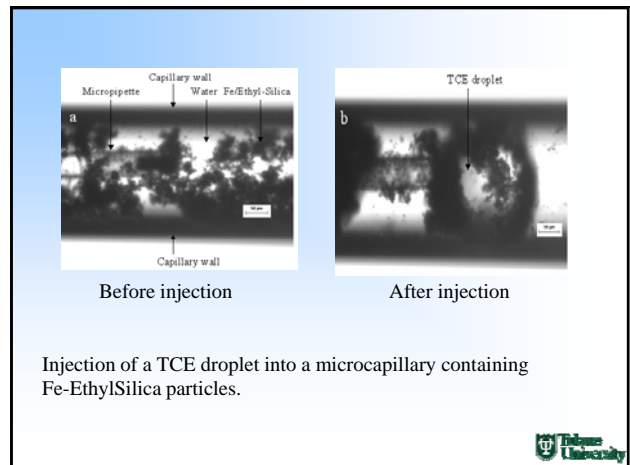 Capillary wall
Micropipette Water Fe/Ethyl-Silica
a
Capillary wall
TCE droplet
b
Before injection
After injection
Injection of a TCE droplet into a microcapillary containing
Fe-EthylSilica particles.
Tulane
University